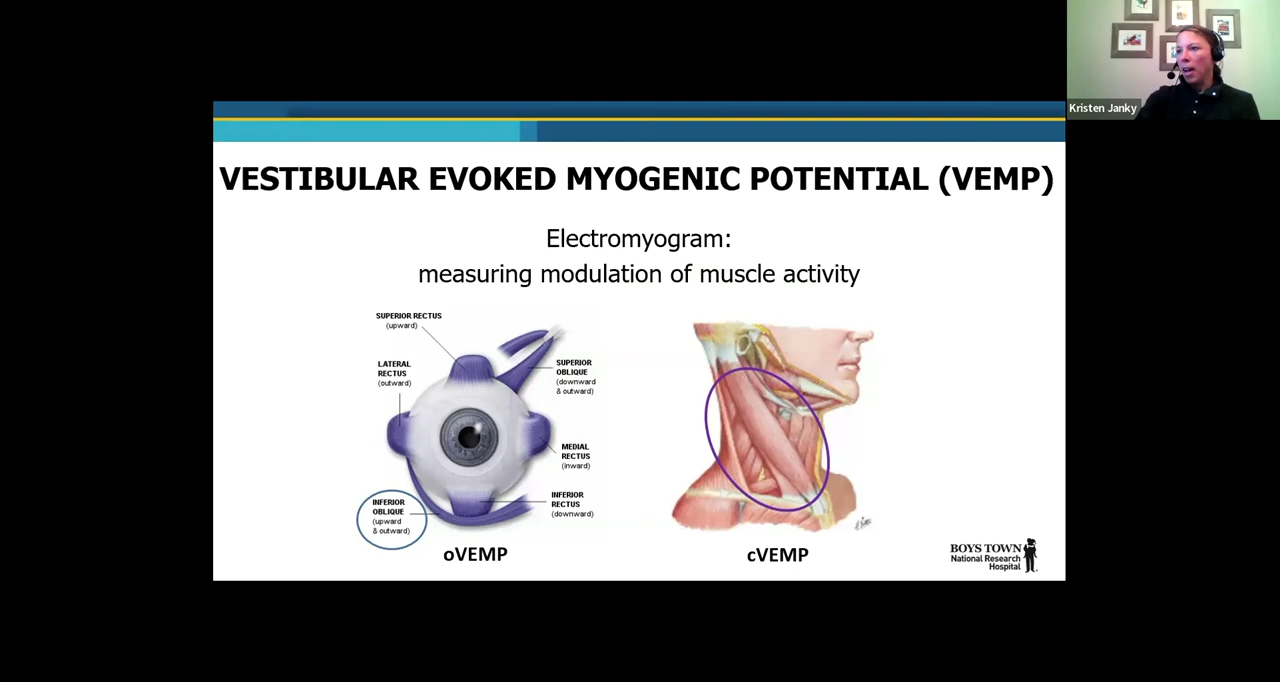 Kristen Janky
VESTIBULAR EVOKED MYOGENIC POTENTIAL (VEMP)
Electromyogram:
measuring modulation of muscle activity
SUPERIOR RECTUS
(upward)
LATERAL
RECTUS
(outward)
SUPERIOR
OBLIQUE
(downward
& outward)
MEDIAL
RECTUS
(inward)
INFERIOR
OBLIQUE
(upward
& outward)
INFERIOR
RECTUS
(downward)
oVEMP
cVEMP
BOYS TOWN
National Research
Hospital